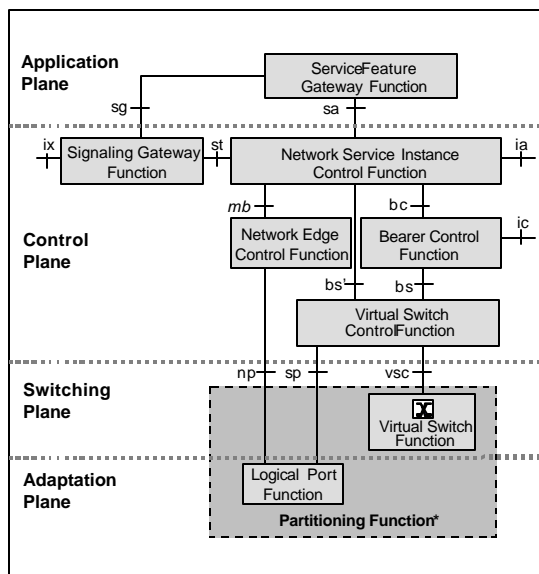 Application
Plane
ServiceFeature
Gateway Function
sg
sa
ix
Signaling Gateway
Function
st
Network Service Instance
Control Function
ia
mb
bc
Control
Plane
Network Edge
Control Function
Bearer Control
Function
ic
bs'
bs
Virtual Switch
ControlFunction
np
sp
vsc
Switching
Plane
Virtual Switch
Function
Adaptation
Plane
Logical Port
Function
Partitioning Function*